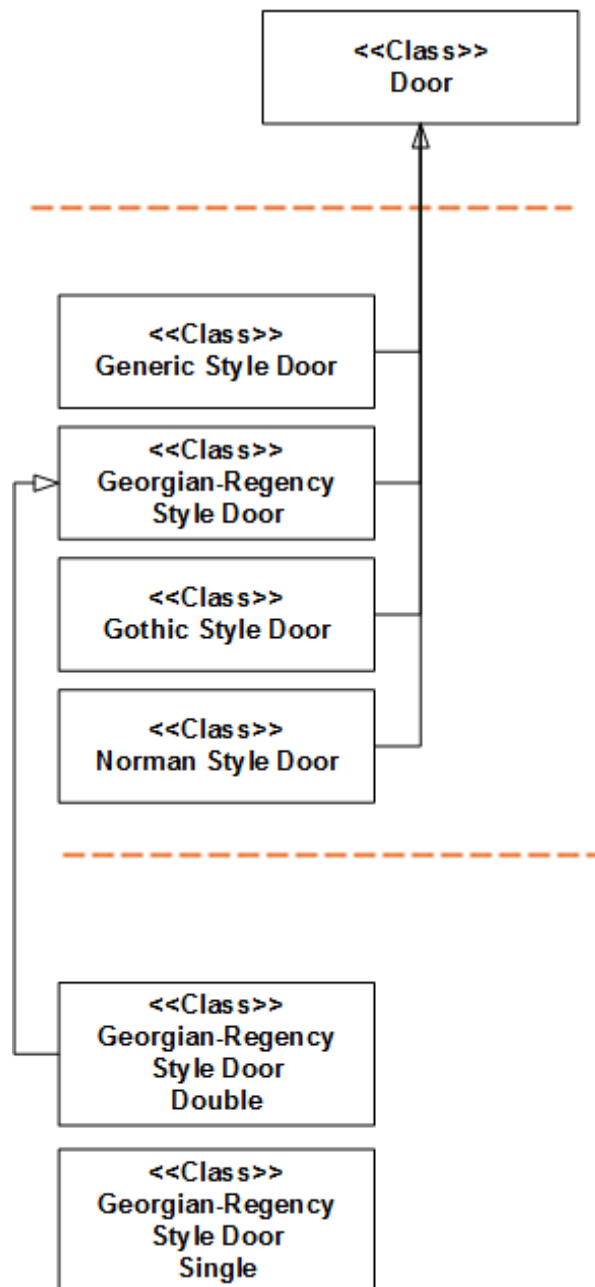 <<Class>>
Door
<<Class>>
Generic Style Door
<<Class>>
Georgian-Regency
Style Door
<<Class>>
Gothic Style Door
<<Class>>
Norman Style Door
<<Class>>
Georgian-Regency
Style Door
Double
<<Class>>
Georgian-Regency
Style Door
Single